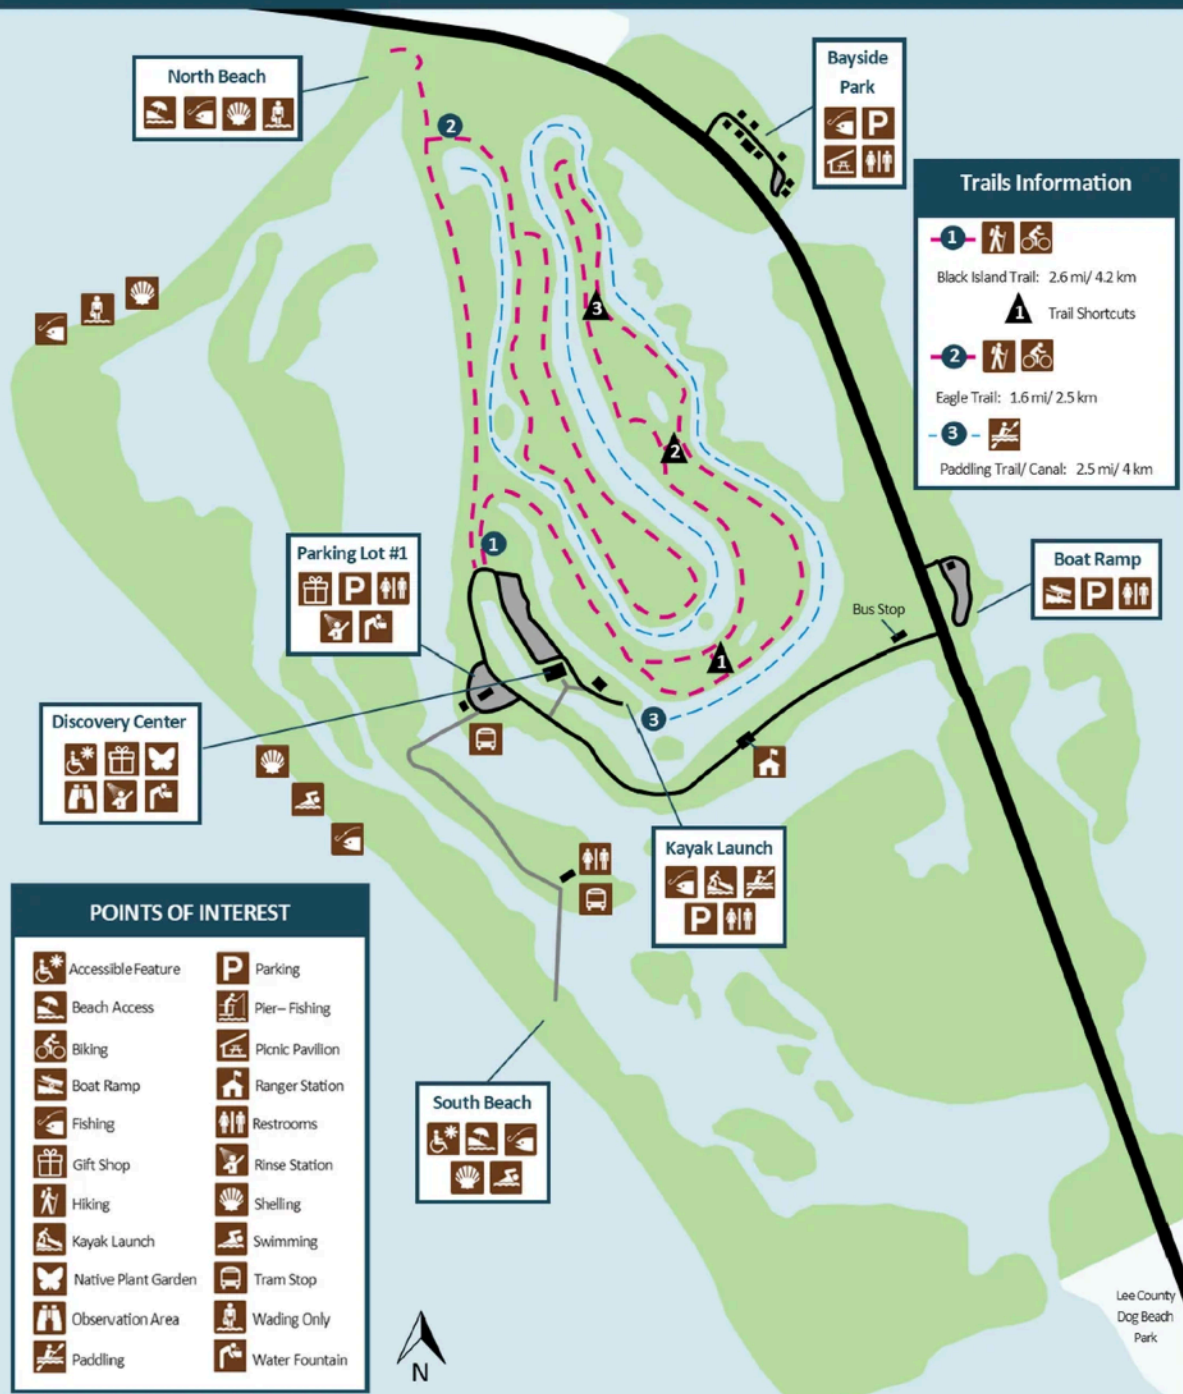 North Beach
Bayside
Park
P
2
Trails Information
1
Black Island Trail: 2.6 mi/ 4.2 km
1 Trail Shortcuts
2
Eagle Trail: 1.6 mi/ 2.5 km
3
Paddling Trail/ Canal: 2.5 mi/ 4 km
3
2
1
Parking Lot #1
P
Boat Ramp
P
Bus Stop
1
3
Discovery Center
Kayak Launch
P
POINTS OF INTEREST
Accessible Feature
Beach Access
Biking
Boat Ramp
Fishing
Gift Shop
Hiking
Kayak Launch
Native Plant Garden
Observation Area
Paddling
P Parking
Pier– Fishing
Picnic Pavilion
Ranger Station
Restrooms
Rinse Station
Shelling
Swimming
Tram Stop
Wading Only
Water Fountain
South Beach
N
Lee County
Dog Beach
Park